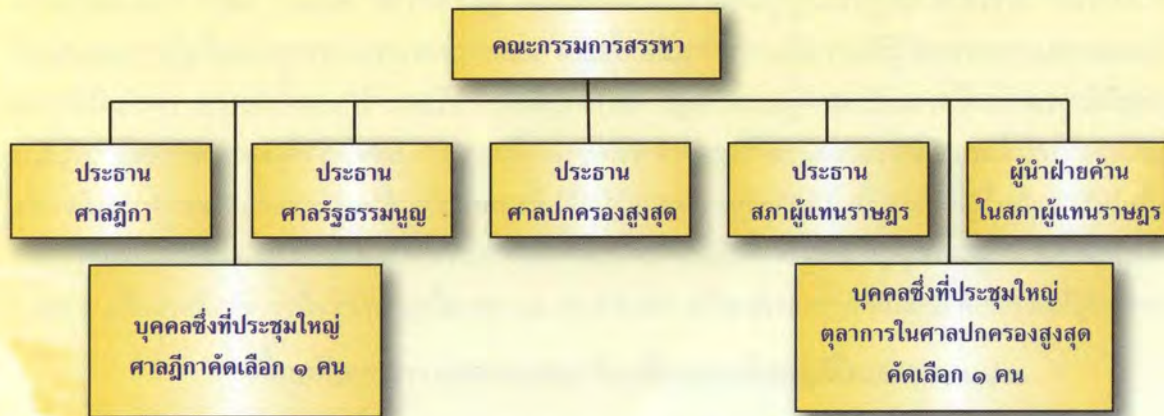 คณะกรรมการสรรหา
ประธาน
ศาลฎีกา
ประธาน
ศาลรัฐธรรมนูญ
ประธาน
ศาลปกครองสูงสุด
ประธาน
สภาผู้แทนราษฎร
ผู้นำฝ่ายค้าน
ในสภาผู้แทนราษฎร
บุคคลซึ่งที่ประชุมใหญ่
ศาลฎีกาคัดเลือก ๑ คน
บุคคลซึ่งที่ประชุมใหญ่
ตุลาการในศาลปกครองสูงสุด
คัดเลือก ๑ คน